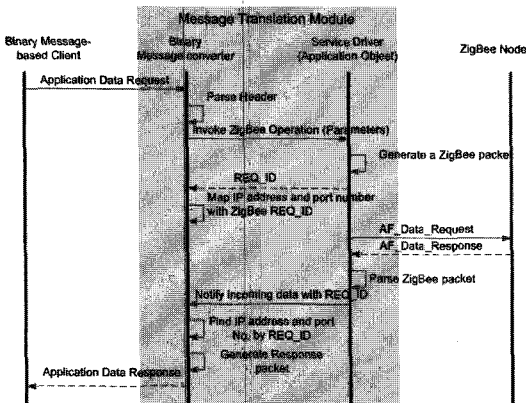 Message Translation Module
Binary Message-
based Client
Binary
Message converter
Service Driver
(Application Object)
ZigBee Node
Application Data Request
Parse Header
Invoke ZigBee Operation (Parameters)
Generate a ZigBee packet
REQ_ID
Map IP address and port number
with ZigBee REQ_ID
AF_Data_Request
AF_Data_Response
Parse ZigBee packet
Notify incoming data with REQ_ID
Find IP address and port
No. by REQ_ID
Generate Response
packet
Application Data Response